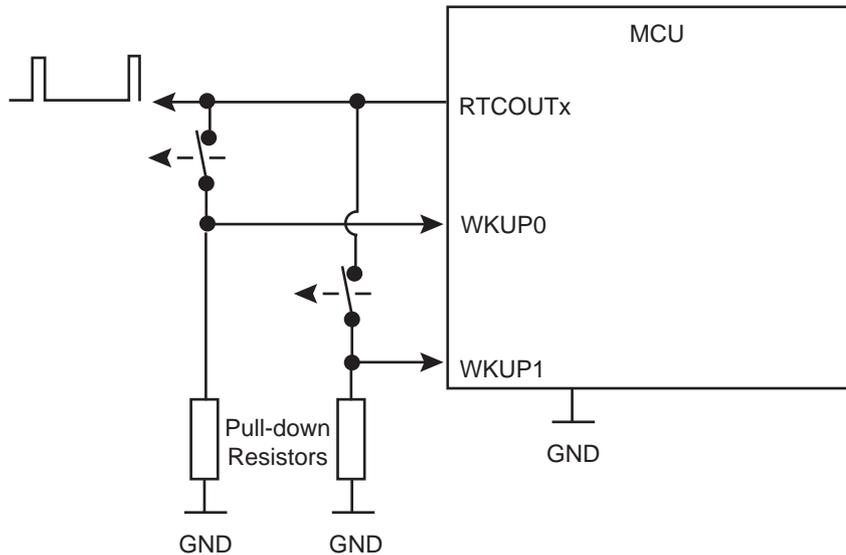 MCU
RTCOUTx
WKUP0
WKUP1
Pull-down
Resistors
GND
GND
GND